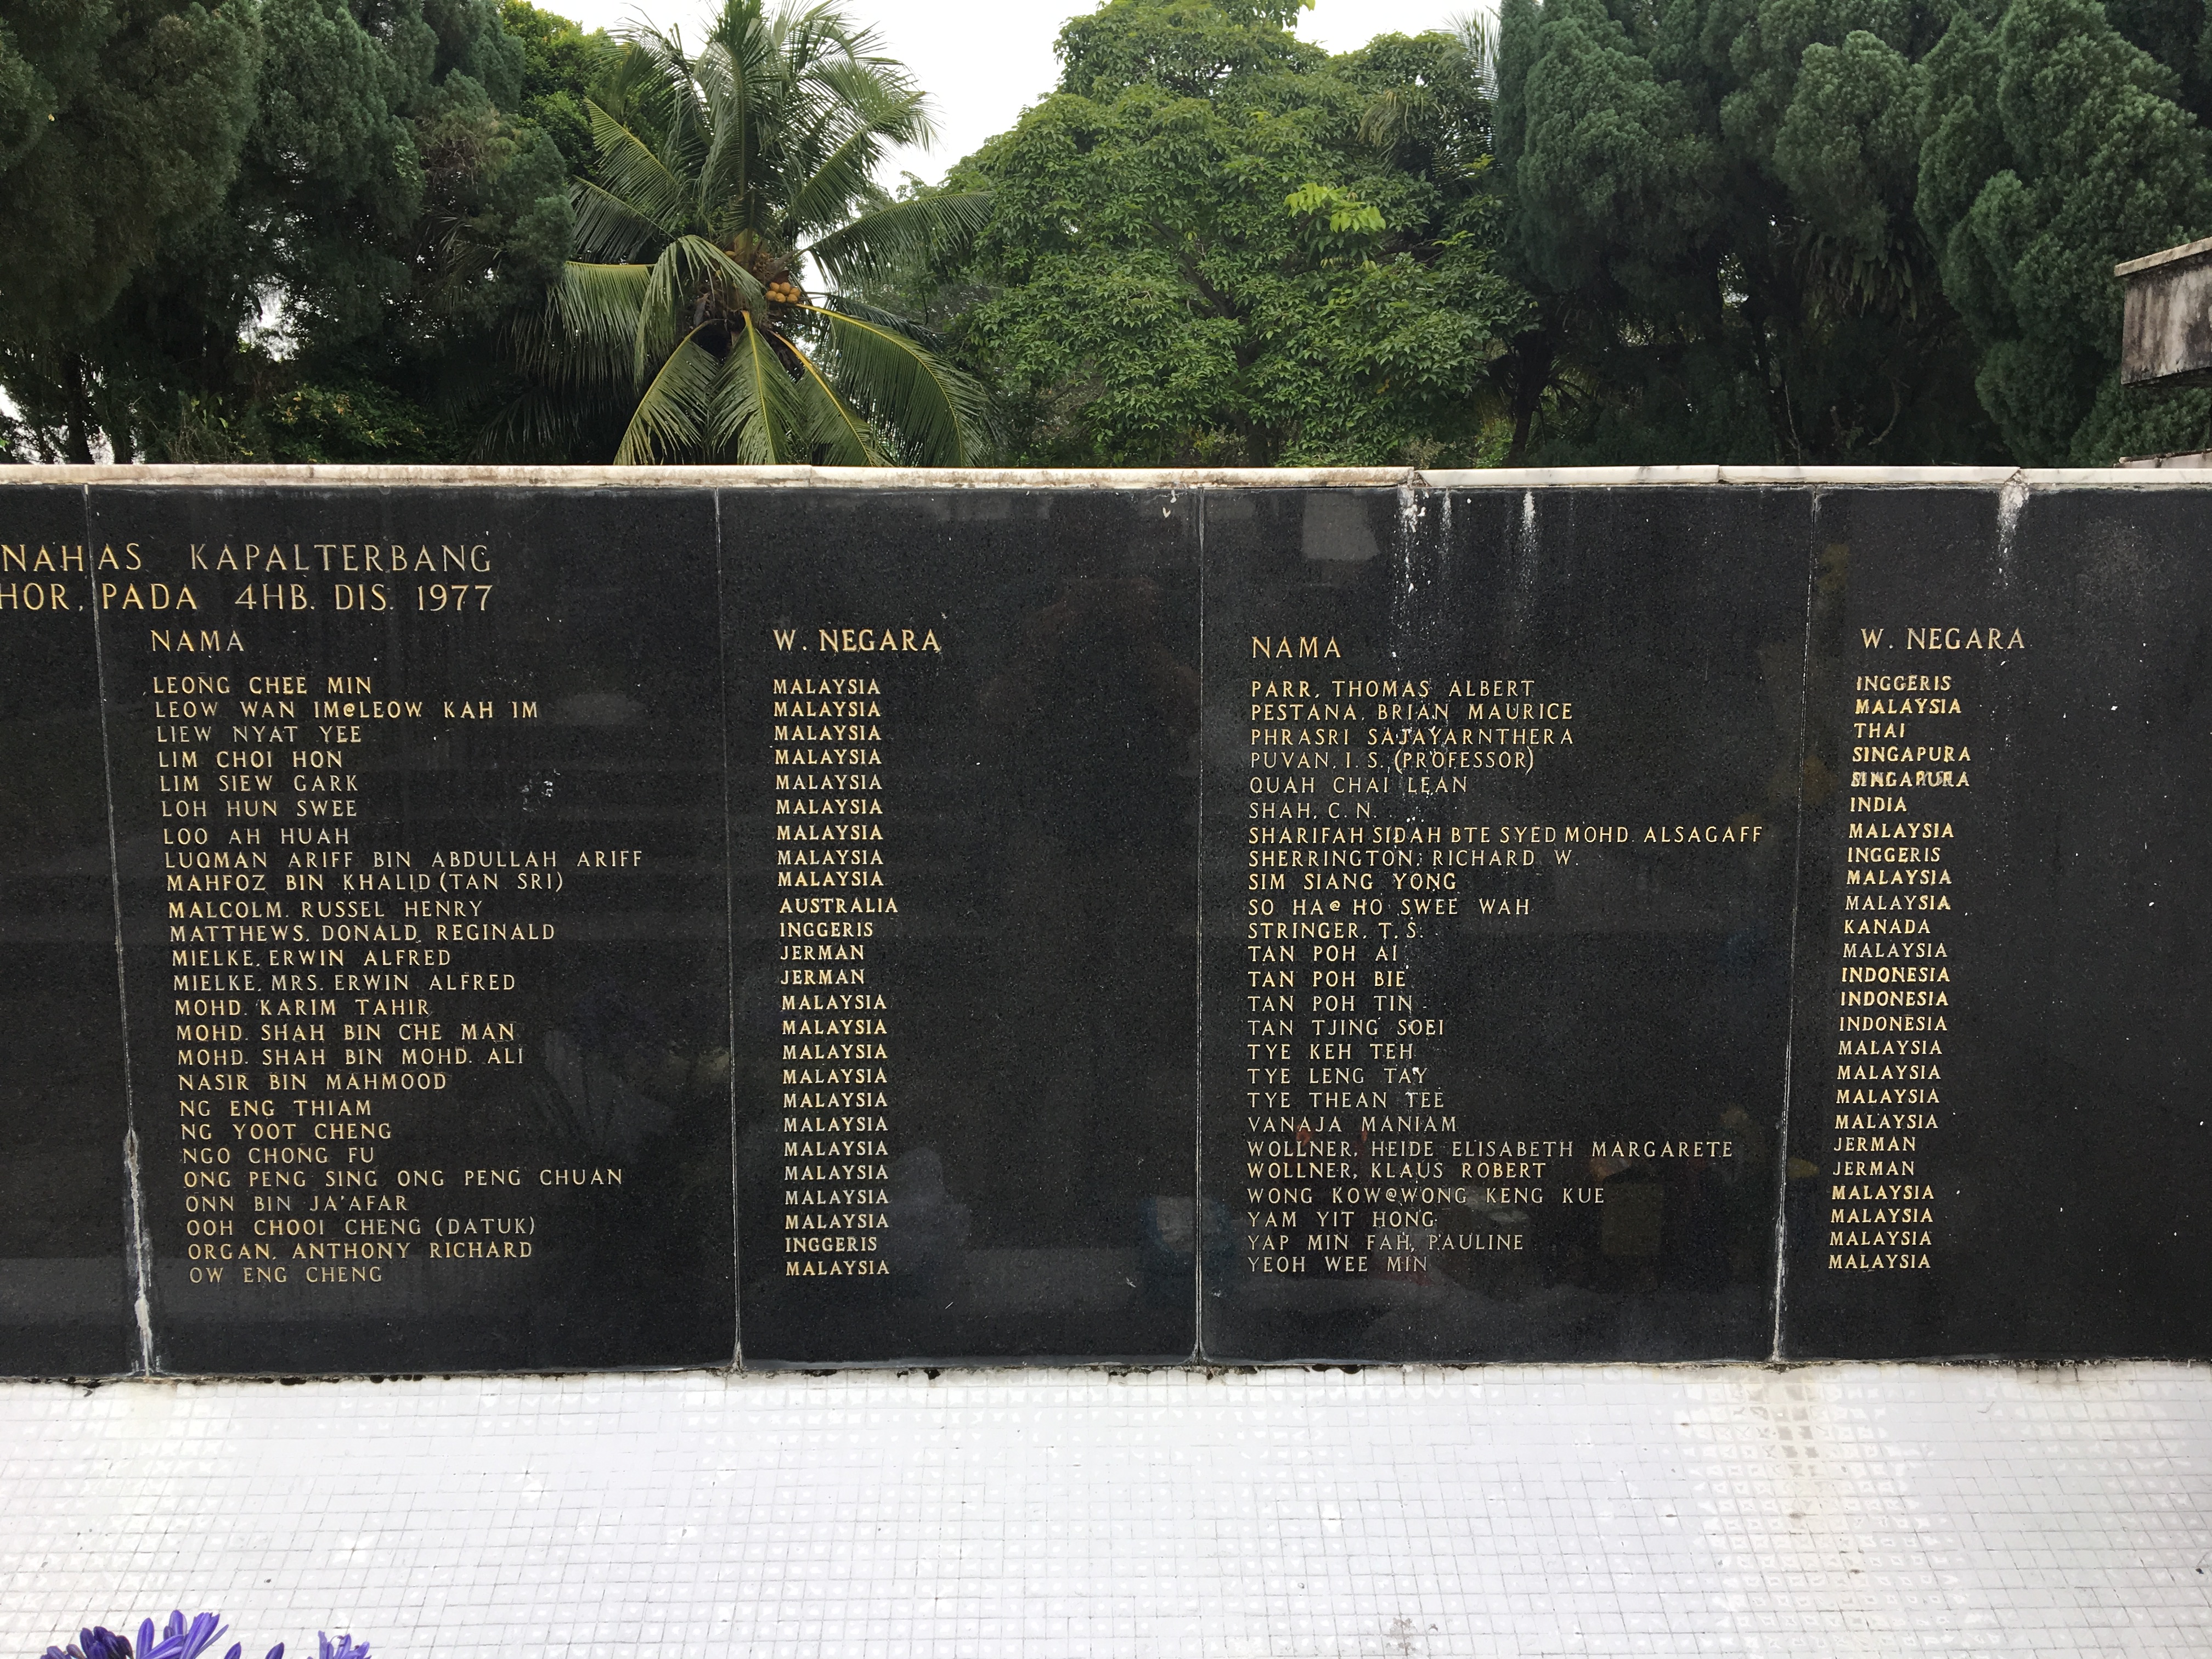 NAHAS KAPALTERBANG
HOR, PADA 4HB. DIS. 1977
NAMA
LEONG CHEE MIN
LEOW WAN IM@LEOW KAH IM
LIEW NYAT YEE
LIM CHOI HON
LIM SIEW GARK
LOH HUN SWEE
LOO AH HUAH
LUQMAN ARIFF BIN ABDULLAH ARIFF
MAHFOZ BIN KHALID (TAN SRI)
MALCOLM. RUSSEL HENRY
MATTHEWS. DONALD REGINALD
MIELKE. ERWIN ALFRED
MIELKE. MRS. ERWIN ALFRED
MOHD. KARIM TAHIR
MOHD. SHAH BIN CHE MAN
MOHD. SHAH BIN MOHD. ALI
NASIR BIN MAHMOOD
NG ENG THIAM
NG YOOT CHENG
NGO CHONG FU
ONG PENG SING ONG PENG CHUAN
ONN BIN JA'AFAR
OOH CHOOI CHENG (DATUK)
ORGAN. ANTHONY RICHARD
OW ENG CHENG
W. NEGARA
MALAYSIA
MALAYSIA
MALAYSIA
MALAYSIA
MALAYSIA
MALAYSIA
MALAYSIA
MALAYSIA
MALAYSIA
AUSTRALIA
INGGERIS
JERMAN
JERMAN
MALAYSIA
MALAYSIA
MALAYSIA
MALAYSIA
MALAYSIA
MALAYSIA
MALAYSIA
MALAYSIA
MALAYSIA
MALAYSIA
INGGERIS
MALAYSIA
NAMA
PARR, THOMAS ALBERT
PESTANA. BRIAN MAURICE
PHRASRI SAJAYARNTHERA
PUVAN. I. S. (PROFESSOR)
QUAH CHAI LEAN
SHAH, C. N.
SHARIFAH SIDAH BTE SYED MOHD. ALSAGAFF
SHERRINGTON, RICHARD W.
SIM SIANG YONG
SO HA@ HO SWEE WAH
STRINGER, T. S.
TAN POH AI
TAN POH BIE
TAN POH TIN
TAN TJING SOEI
TYE KEH TEH
TYE LENG TAY
TYE THEAN TEE
VANAJA MANIAM
WOLLNER, HEIDE ELISABETH MARGARETE
WOLLNER, KLAUS ROBERT
WONG KOW@WONG KENG KUE
YAM YIT HONG
YAP MIN FAH, PAULINE
YEOH WEE MIN
W. NEGARA
INGGERIS
MALAYSIA
THAI
SINGAPURA
SINGAPURA
INDIA
MALAYSIA
INGGERIS
MALAYSIA
MALAYSIA
KANADA
MALAYSIA
INDONESIA
INDONESIA
INDONESIA
MALAYSIA
MALAYSIA
MALAYSIA
MALAYSIA
JERMAN
JERMAN
MALAYSIA
MALAYSIA
MALAYSIA
MALAYSIA